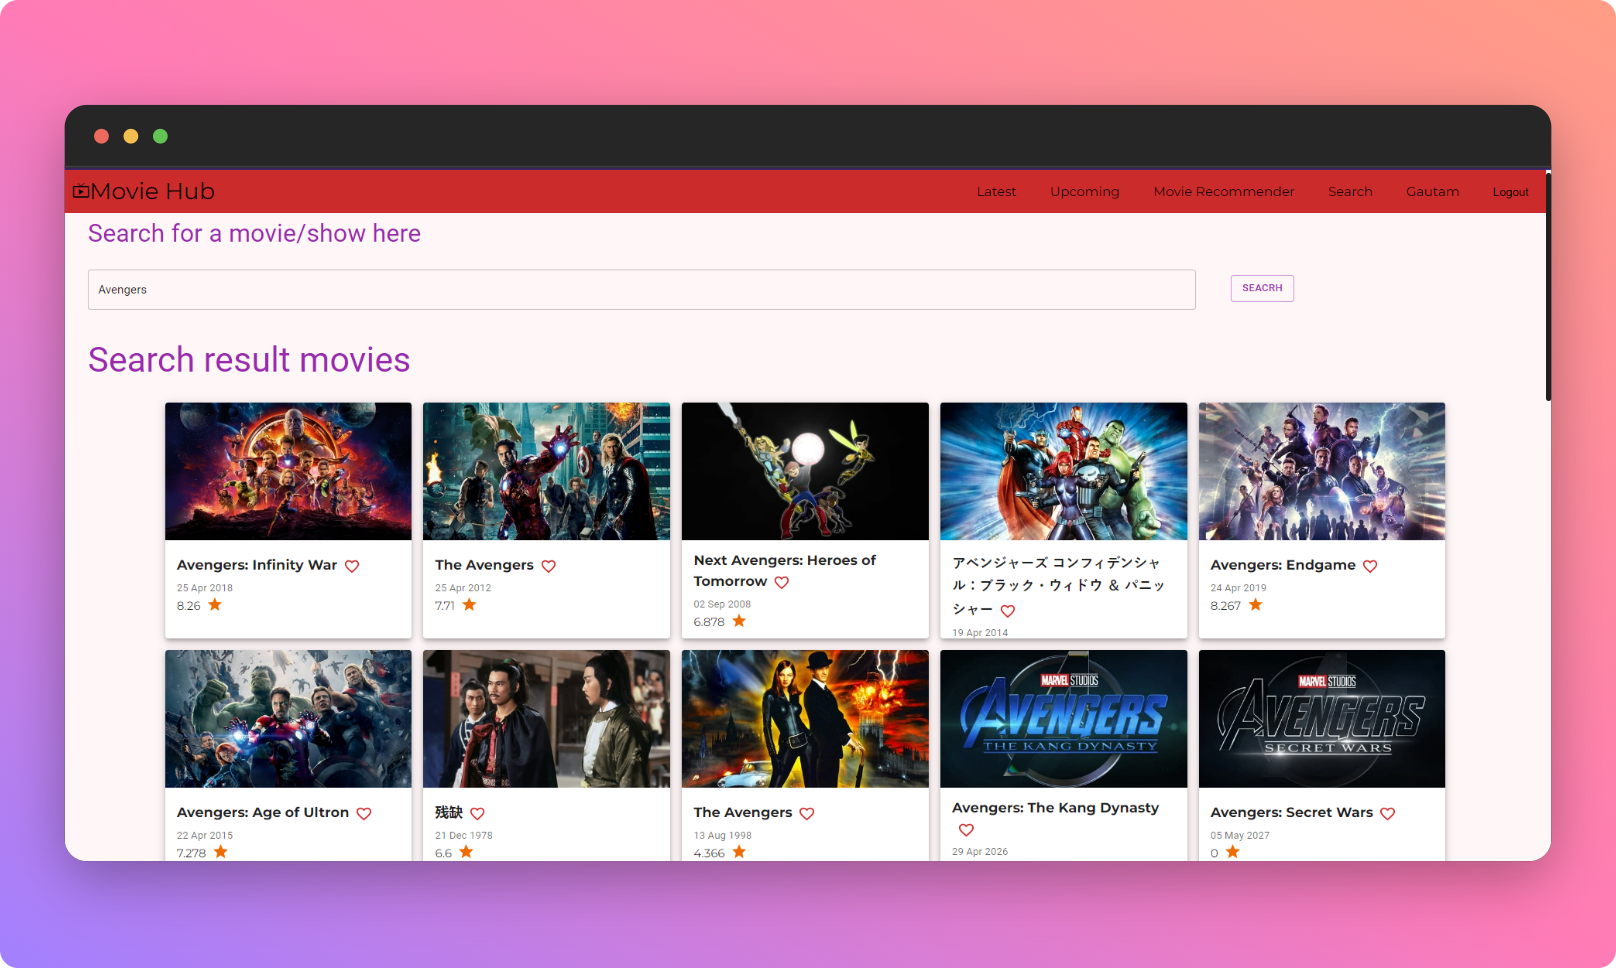 Movie Hub
Latest Upcoming Movie Recommender Search Gautam Logout
Search for a movie/show here
Avengers
SEACRH
Search result movies
Avengers: Infinity War
25 Apr 2018
8.26
The Avengers
25 Apr 2012
7.71
Next Avengers: Heroes of
Tomorrow
02 Sep 2008
6.878
アベンジャーズ コンフィデンシャ
ル：ブラック・ウィドウ ＆ パニッ
シャー
19 Apr 2014
Avengers: Endgame
24 Apr 2019
8.267
Avengers: Age of Ultron
22 Apr 2015
7.278
残缺
21 Dec 1978
6.6
The Avengers
13 Aug 1998
4.366
MARVEL STUDIOS
AVENGERS
THE KANG DYNASTY
Avengers: The Kang Dynasty
29 Apr 2026
MARVEL STUDIOS
AVENGERS
SECRET WARS
Avengers: Secret Wars
05 May 2027
0